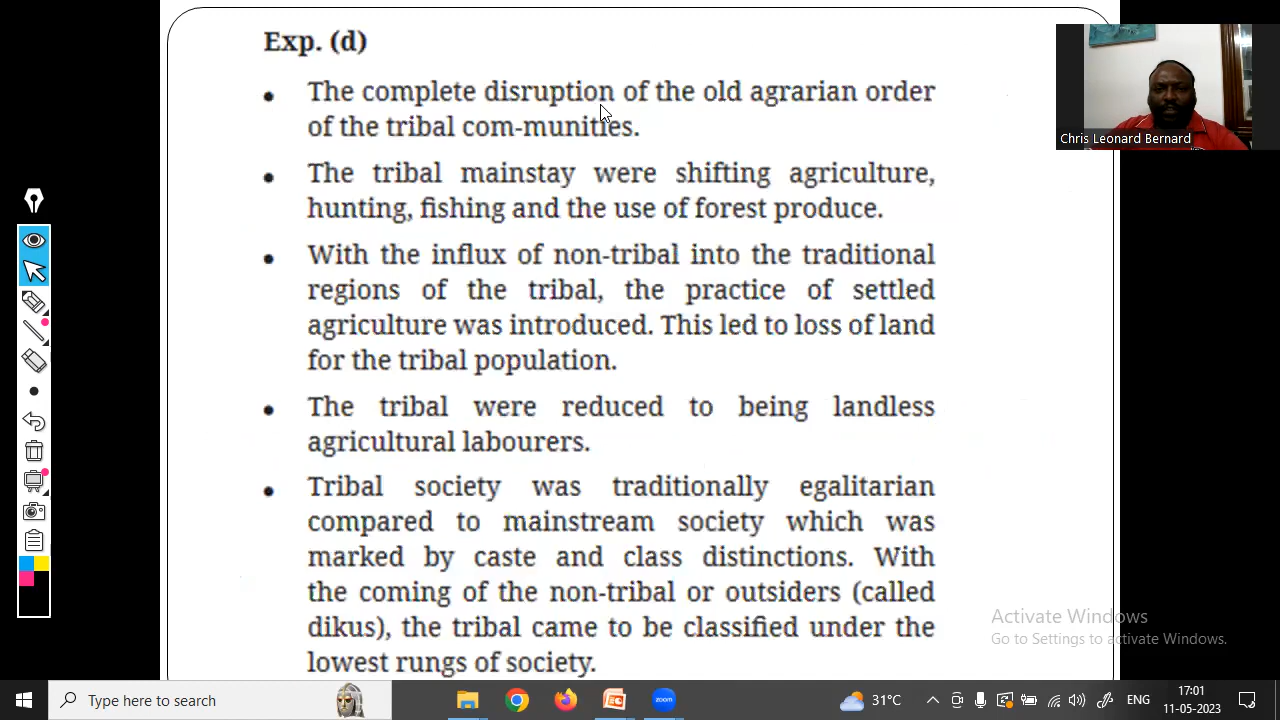 Exp. (d)
• The complete disruption of the old agrarian order
of the tribal com-munities.
• The tribal mainstay were shifting agriculture,
hunting, fishing and the use of forest produce.
• With the influx of non-tribal into the traditional
regions of the tribal, the practice of settled
agriculture was introduced. This led to loss of land
for the tribal population.
• The tribal were reduced to being landless
agricultural labourers.
• Tribal society was traditionally egalitarian
compared to mainstream society which was
marked by caste and class distinctions. With
the coming of the non-tribal or outsiders (called
dikus), the tribal came to be classified under the
lowest rungs of society.
Chris Leonard Bernard
Activate Windows
Go to Settings to activate Windows.
Type here to search
zoom
31°C
ENG
17:01
11-05-2023